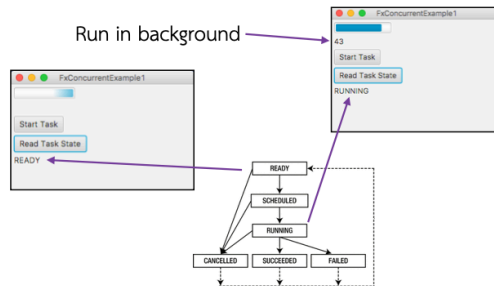 Run in background
FxConcurrentExample1
43
Start Task
Read Task State
RUNNING
FxConcurrentExample1
Start Task
Read Task State
READY
READY
SCHEDULED
RUNNING
CANCELLED SUCCEEDED FAILED